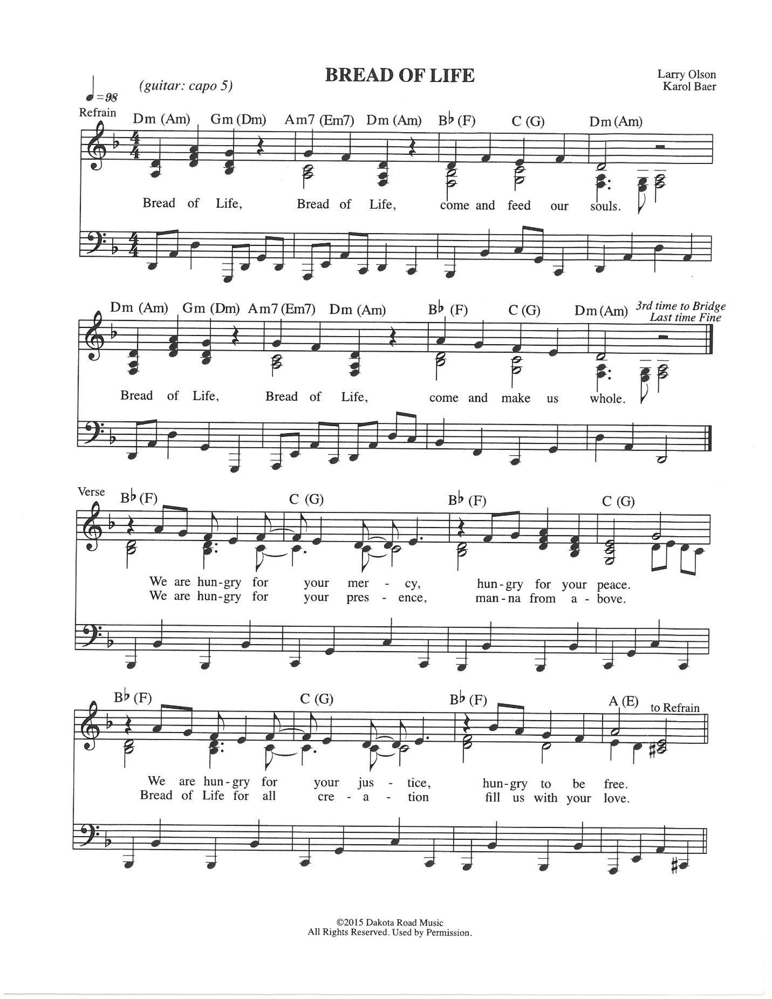 BREAD OF LIFE
Larry Olson
Karol Baer
♩=98
(guitar: capo 5)
Refrain
Dm (Am) Gm (Dm) Am7 (Em7) Dm (Am) B♭ (F) C (G) Dm (Am)
4/4
Bread of Life, Bread of Life, come and feed our souls.
4/4
Dm (Am) Gm (Dm) Am7 (Em7) Dm (Am) B♭ (F) C (G) Dm (Am) 3rd time to Bridge
Last time Fine
Bread of Life, Bread of Life, come and make us whole.
Verse
B♭ (F) C (G) B♭ (F) C (G)
We are hun-gry for your mer - cy, hun-gry for your peace.
We are hun-gry for your pres - ence, man-na from a - bove.
B♭ (F) C (G) B♭ (F) A (E) to Refrain
We are hun-gry for your jus - tice, hun-gry to be free.
Bread of Life for all cre - a - tion fill us with your love.
©2015 Dakota Road Music
All Rights Reserved. Used by Permission.